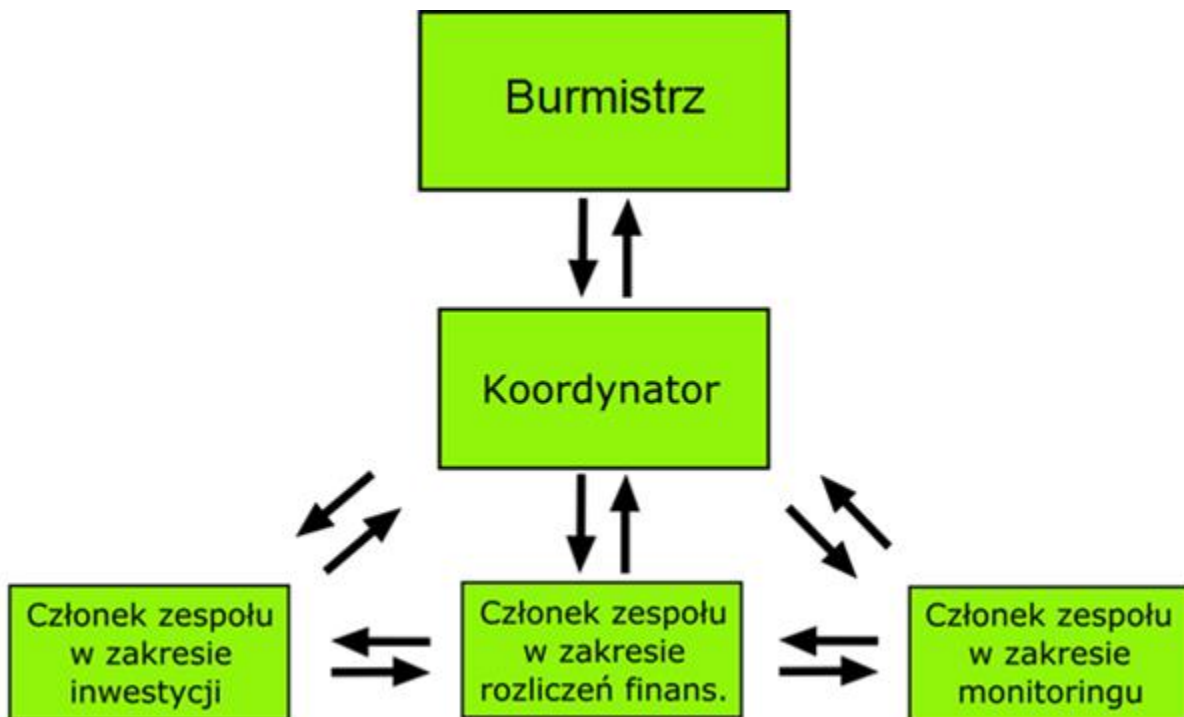 Burmistrz
Koordynator
Członek zespołu
w zakresie
inwestycji
Członek zespołu
w zakresie
rozliczeń finans.
Członek zespołu
w zakresie
monitoringu